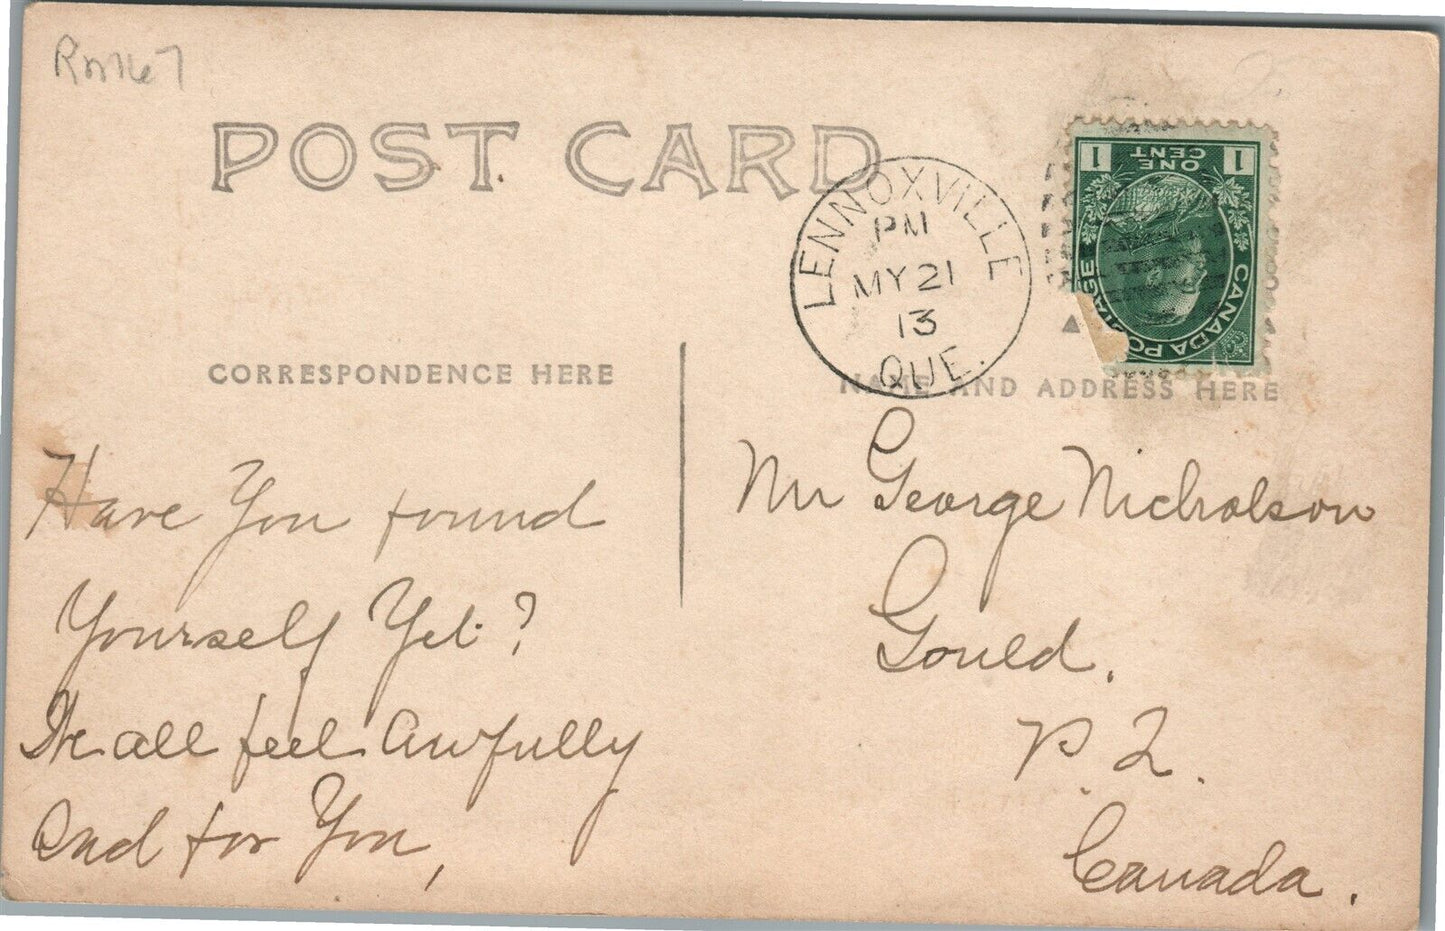 POST CARD
LENNOXVILLE
PM
MY 21
13
QUE.
1 ONE CENT 1
CANADA POSTAGE
CORRESPONDENCE HERE
NAME AND ADDRESS HERE
Have You found
Yourself Yet?
We all feel Awfully
Sad for You,
Mr George Nicholson
Gould.
P. Q.
Canada.